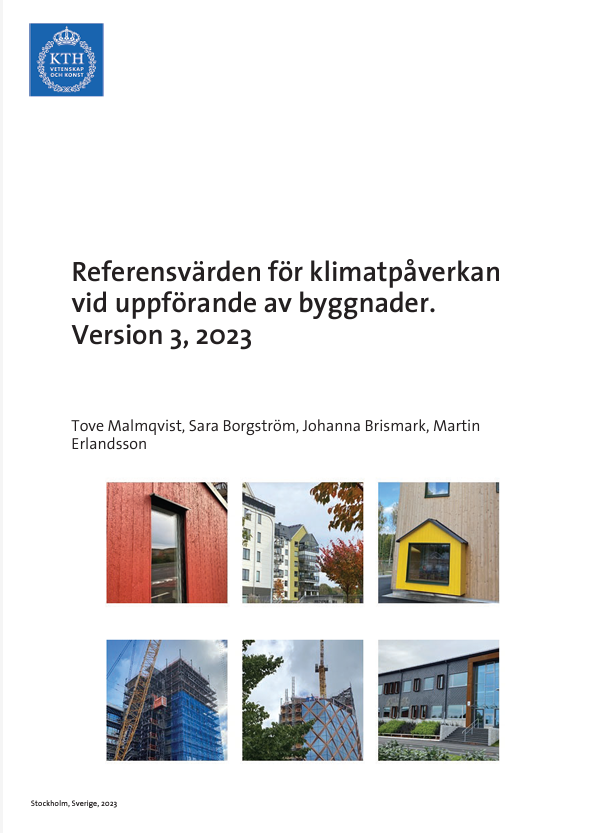 KTH
VETENSKAP
OCH KONST
Referensvärden för klimatpåverkan
vid uppförande av byggnader.
Version 3, 2023
Tove Malmqvist, Sara Borgström, Johanna Brismark, Martin
Erlandsson
Stockholm, Sverige, 2023